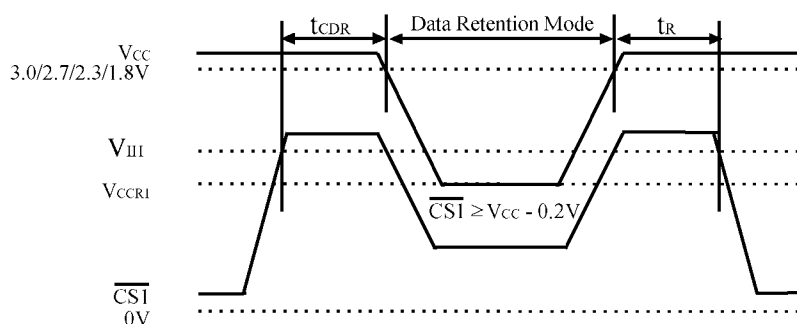 tCDR Data Retention Mode tR
VCC
3.0/2.7/2.3/1.8V
VIH
VCCR1
CS1 ≥ VCC - 0.2V
CS1
0V